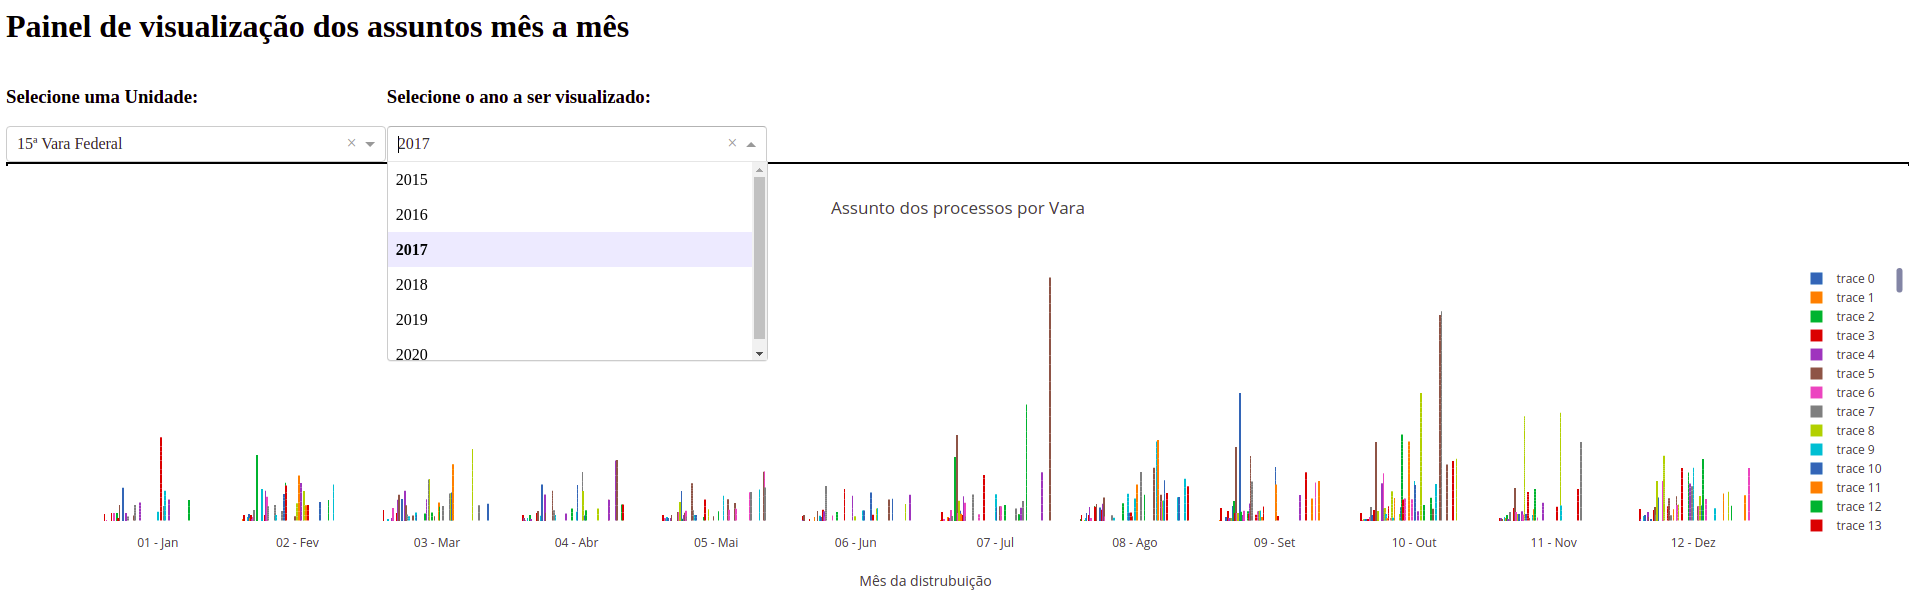 Painel de visualização dos assuntos mês a mês
Selecione uma Unidade:
Selecione o ano a ser visualizado:
15ª Vara Federal
2017
2015
2016
2017
2018
2019
2020
Assunto dos processos por Vara
trace 0
trace 1
trace 2
trace 3
trace 4
trace 5
trace 6
trace 7
trace 8
trace 9
trace 10
trace 11
trace 12
trace 13
01 - Jan
02 - Fev
03 - Mar
04 - Abr
05 - Mai
06 - Jun
07 - Jul
08 - Ago
09 - Set
10 - Out
11 - Nov
12 - Dez
Mês da distrubuição